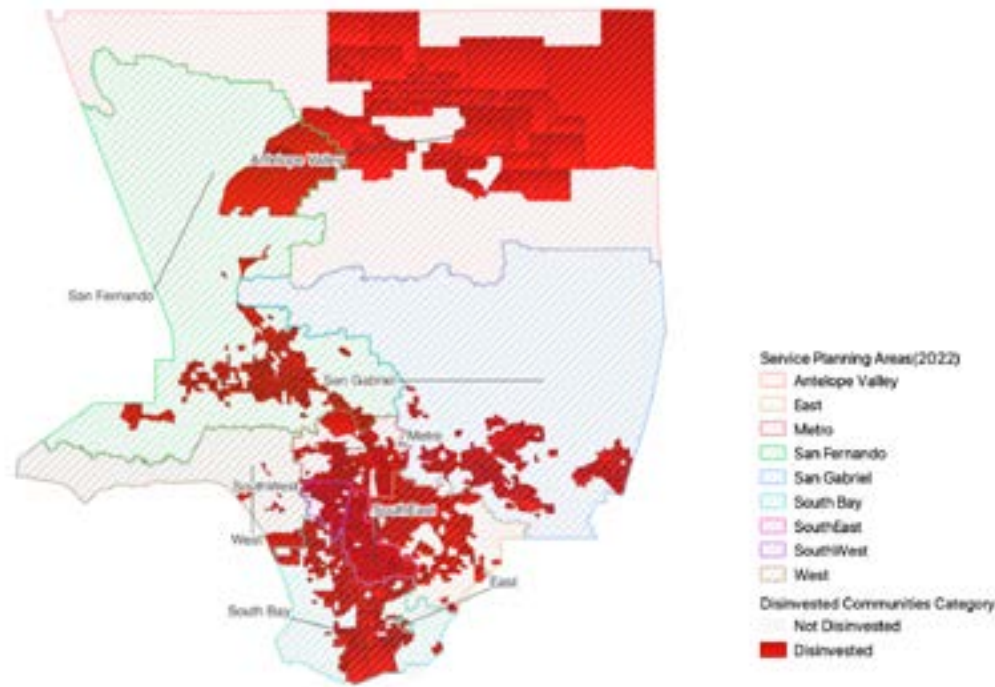 Antelope Valley
San Fernando
San Gabriel
Metro
SouthWest
SouthEast
West
East
South Bay
Service Planning Areas(2022)
Antelope Valley
East
Metro
San Fernando
San Gabriel
South Bay
SouthEast
SouthWest
West
Disinvested Communities Category
Not Disinvested
Disinvested